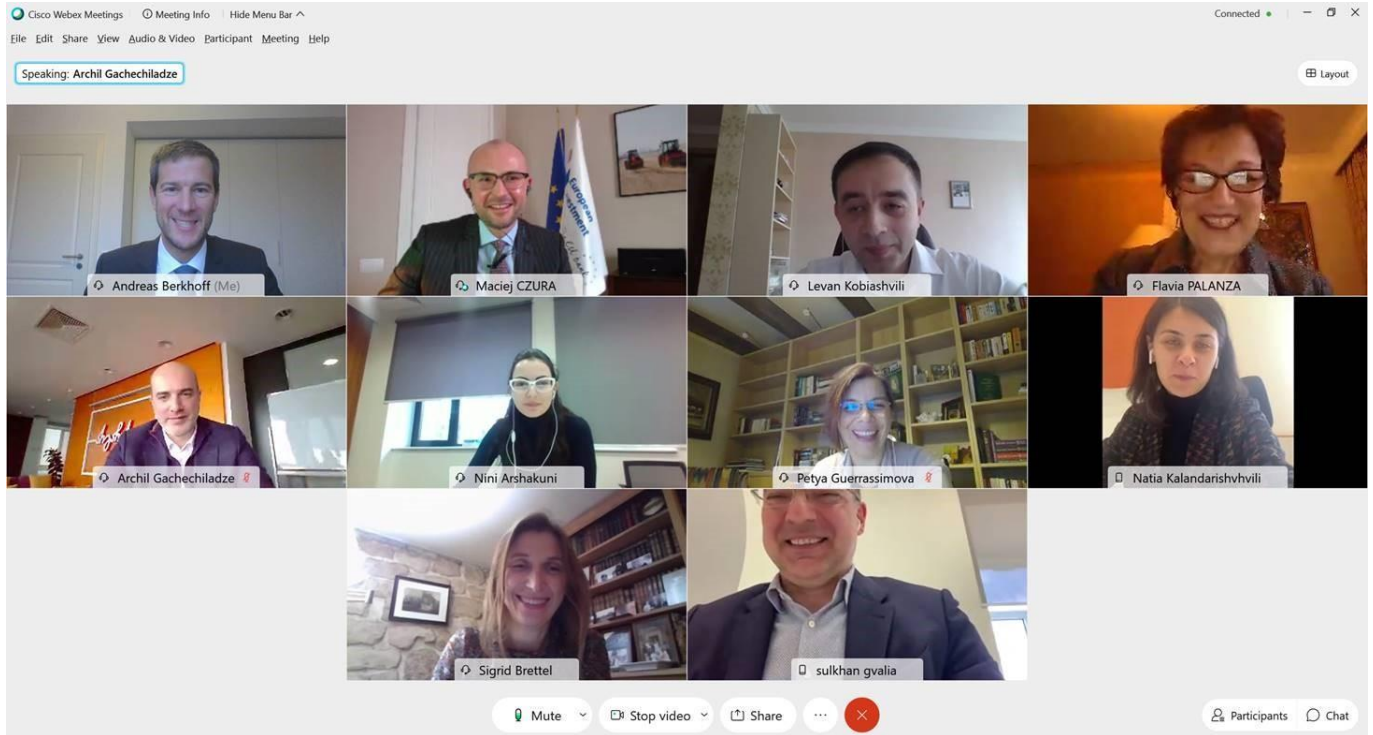 Cisco Webex Meetings Meeting Info Hide Menu Bar Connected
File Edit Share View Audio & Video Participant Meeting Help
Speaking: Archil Gachechiladze
Layout
European
Andreas Berkhoff (Me)
Maciej CZURA
Levan Kobiashvili
Flavia PALANZA
Archil Gachechiladze
Nini Arshakuni
Petya Guerrassimova
Natia Kalandarishvhvili
Sigrid Brettel
sulkhan gvalia
Mute Stop video Share ... Participants Chat